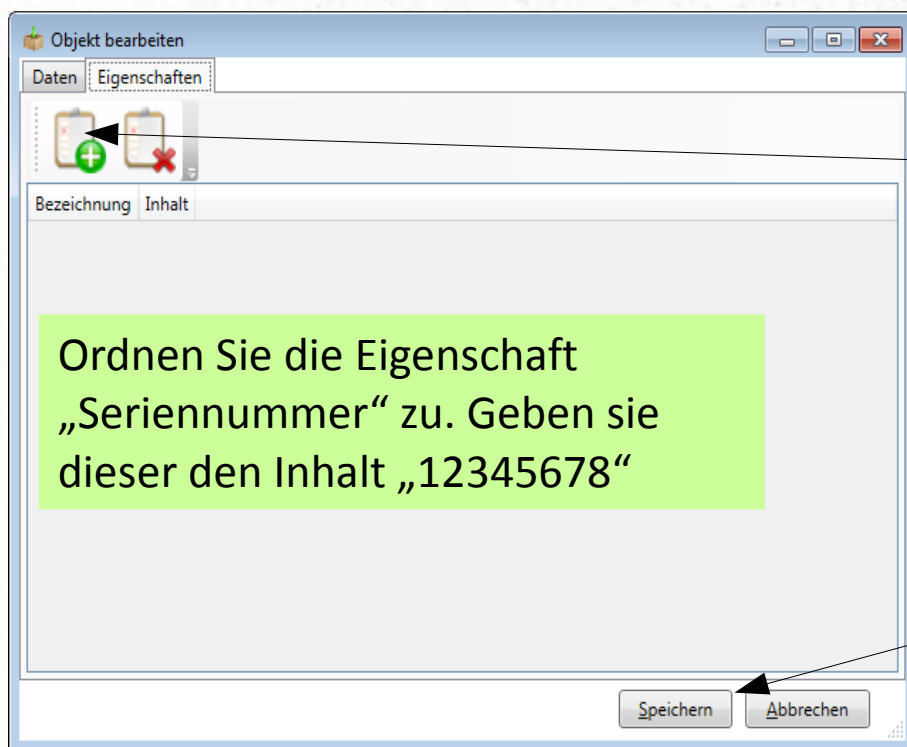 Objekt bearbeiten
Daten Eigenschaften
Bezeichnung Inhalt
Ordnen Sie die Eigenschaft
„Seriennummer“ zu. Geben sie
dieser den Inhalt „12345678“
Speichern Abbrechen